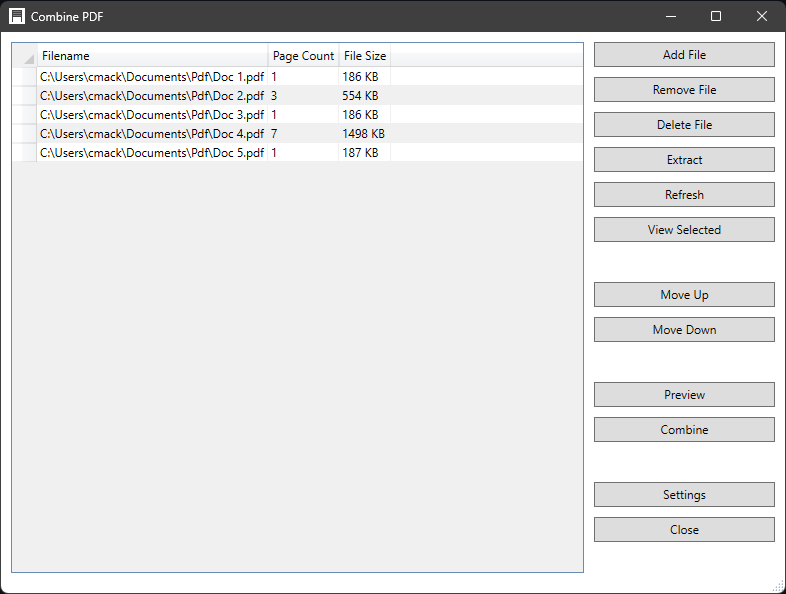 Combine PDF
Filename Page Count File Size
C:\Users\cmack\Documents\Pdf\Doc 1.pdf 1 186 KB
C:\Users\cmack\Documents\Pdf\Doc 2.pdf 3 554 KB
C:\Users\cmack\Documents\Pdf\Doc 3.pdf 1 186 KB
C:\Users\cmack\Documents\Pdf\Doc 4.pdf 7 1498 KB
C:\Users\cmack\Documents\Pdf\Doc 5.pdf 1 187 KB
Add File
Remove File
Delete File
Extract
Refresh
View Selected
Move Up
Move Down
Preview
Combine
Settings
Close